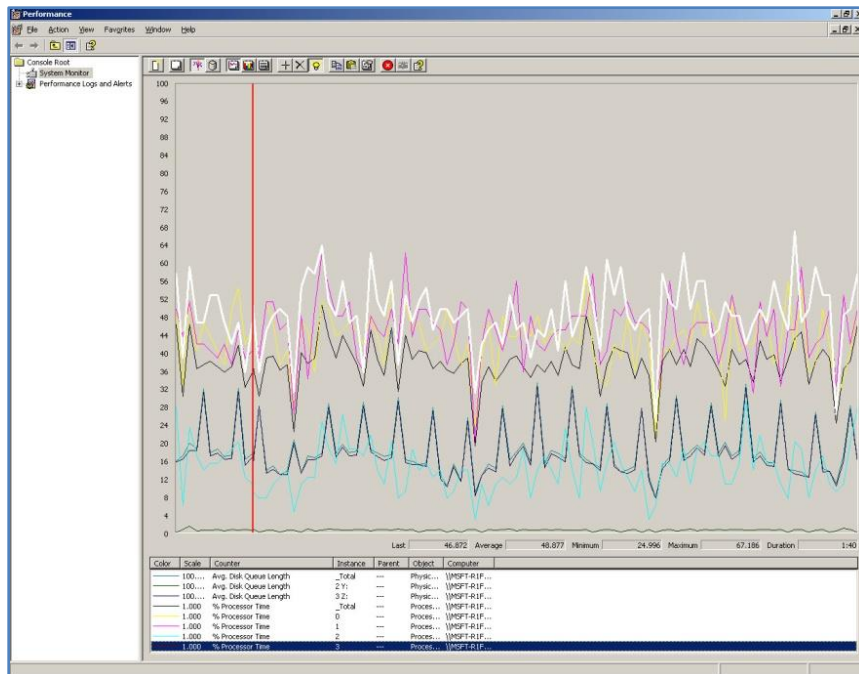 Performance
File Action View Favorites Window Help
Console Root
System Monitor
Performance Logs and Alerts
100
96
92
88
84
80
76
72
68
64
60
56
52
48
44
40
36
32
28
24
20
16
12
8
4
0
Last 46.872 Average 48.877 Minimum 24.996 Maximum 67.186 Duration 1:40
Color Scale Counter Instance Parent Object Computer
100.... Avg. Disk Queue Length _Total --- Physic... \\MSFT-R1F...
100.... Avg. Disk Queue Length 2 Y: --- Physic... \\MSFT-R1F...
100.... Avg. Disk Queue Length 3 Z: --- Physic... \\MSFT-R1F...
1.000 % Processor Time _Total --- Proces... \\MSFT-R1F...
1.000 % Processor Time 0 --- Proces... \\MSFT-R1F...
1.000 % Processor Time 1 --- Proces... \\MSFT-R1F...
1.000 % Processor Time 2 --- Proces... \\MSFT-R1F...
1.000 % Processor Time 3 --- Proces... \\MSFT-R1F...